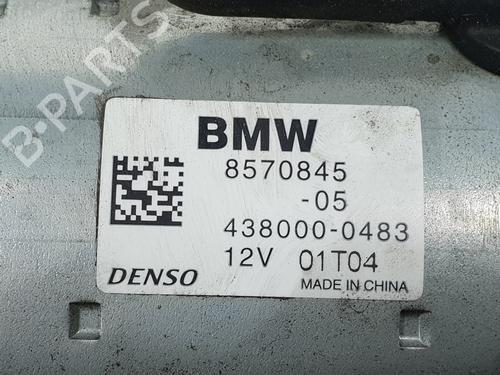 B-PARTS
BMW
8570845
-05
438000-0483
12V 01T04
DENSO MADE IN CHINA